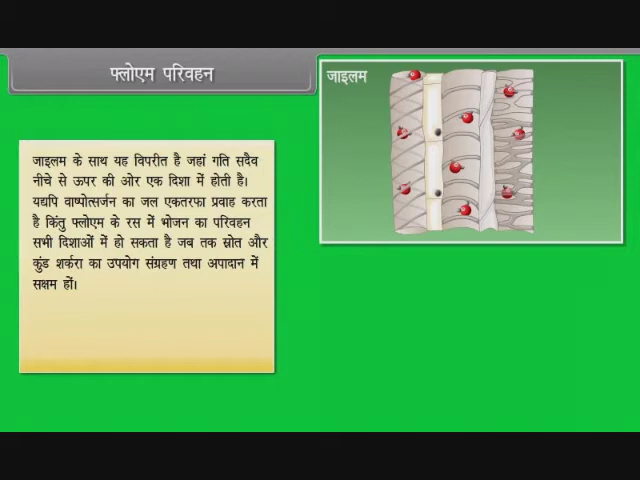 फ्लोएम परिवहन
जाइलम
जाइलम के साथ यह विपरीत है जहां गति सदैव
नीचे से ऊपर की ओर एक दिशा में होती है।
यद्यपि वाष्पोत्सर्जन का जल एकतरफा प्रवाह करता
है किंतु फ्लोएम के रस में भोजन का परिवहन
सभी दिशाओं में हो सकता है जब तक स्रोत और
कुंड शर्करा का उपयोग संग्रहण तथा अपादान में
सक्षम हों।